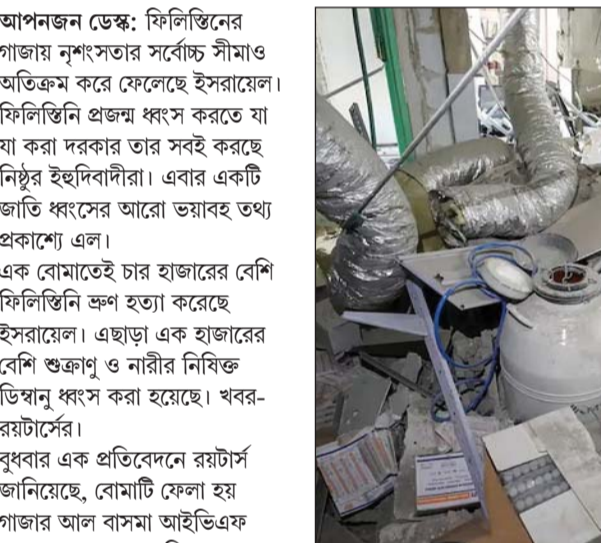 আপনজন ডেস্ক: ফিলিস্তিনের
গাজায় নৃশংসতার সর্বোচ্চ সীমাও
অতিক্রম করে ফেলেছে ইসরায়েল।
ফিলিস্তিনি প্রজন্ম ধ্বংস করতে যা
যা করা দরকার তার সবই করছে
নিষ্ঠুর ইহুদিবাদীরা। এবার একটি
জাতি ধ্বংসের আরো ভয়াবহ তথ্য
প্রকাশ্যে এল।
এক বোমাতেই চার হাজারের বেশি
ফিলিস্তিনি ভ্রুণ হত্যা করেছে
ইসরায়েল। এছাড়া এক হাজারের
বেশি শুক্রাণু ও নারীর নিষিক্ত
ডিম্বানু ধ্বংস করা হয়েছে। খবর-
রয়টার্সের।
বুধবার এক প্রতিবেদনে রয়টার্স
জানিয়েছে, বোমাটি ফেলা হয়
গাজার আল বাসমা আইভিএফ